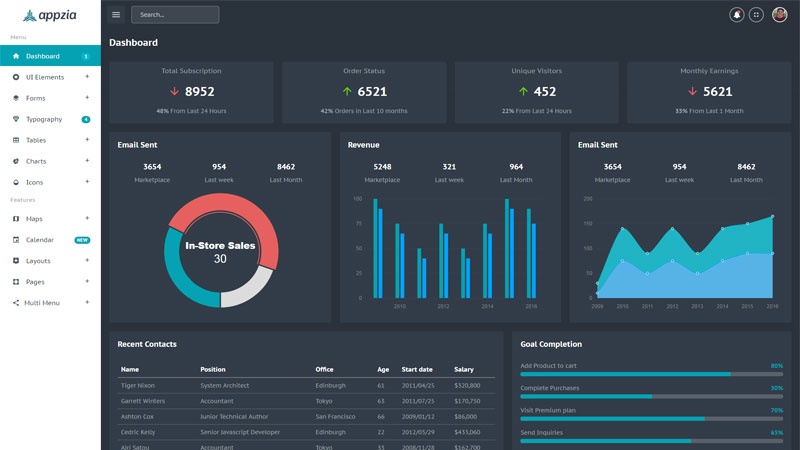 appzia
Search...
Menu
Dashboard 1
UI Elements +
Forms +
Typography 4
Tables +
Charts +
Icons +
Features
Maps +
Calendar NEW
Layouts +
Pages +
Multi Menu +
Dashboard
Total Subscription
8952
48% From Last 24 Hours
Order Status
6521
42% Orders in Last 10 months
Unique Visitors
452
22% From Last 24 Hours
Monthly Earnings
5621
35% From Last 1 Month
Email Sent
3654 954 8462
Marketplace Last week Last Month
In-Store Sales
30
Revenue
5248 321 964
Marketplace Last week Last Month
100
75
50
25
0
2010 2012 2014 2016
Email Sent
3654 954 8462
Marketplace Last week Last Month
200
150
100
50
0
2009 2010 2011 2012 2013 2014 2015 2016
Recent Contacts
Name Position Office Age Start date Salary
Tiger Nixon System Architect Edinburgh 61 2011/04/25 $320,800
Garrett Winters Accountant Tokyo 63 2011/07/25 $170,750
Ashton Cox Junior Technical Author San Francisco 66 2009/01/12 $86,000
Cedric Kelly Senior Javascript Developer Edinburgh 22 2012/03/29 $433,060
Airi Satou Accountant Tokyo 33 2008/11/28 $162,700
Goal Completion
Add Product to cart 80%
Complete Purchases 50%
Visit Premium plan 70%
Send Inquiries 65%